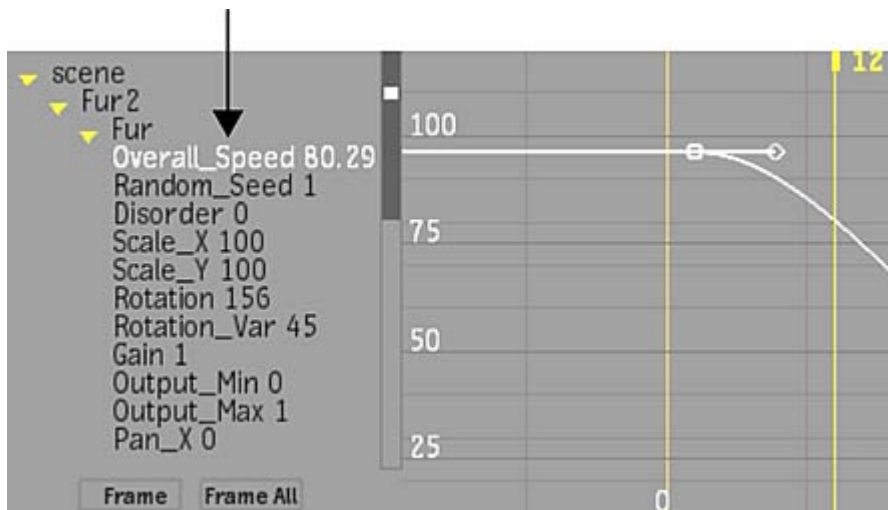 scene
Fur2
Fur
Overall_Speed 80.29
Random_Seed 1
Disorder 0
Scale_X 100
Scale_Y 100
Rotation 156
Rotation_Var 45
Gain 1
Output_Min 0
Output_Max 1
Pan_X 0
Frame Frame All
12
100
75
50
25
0